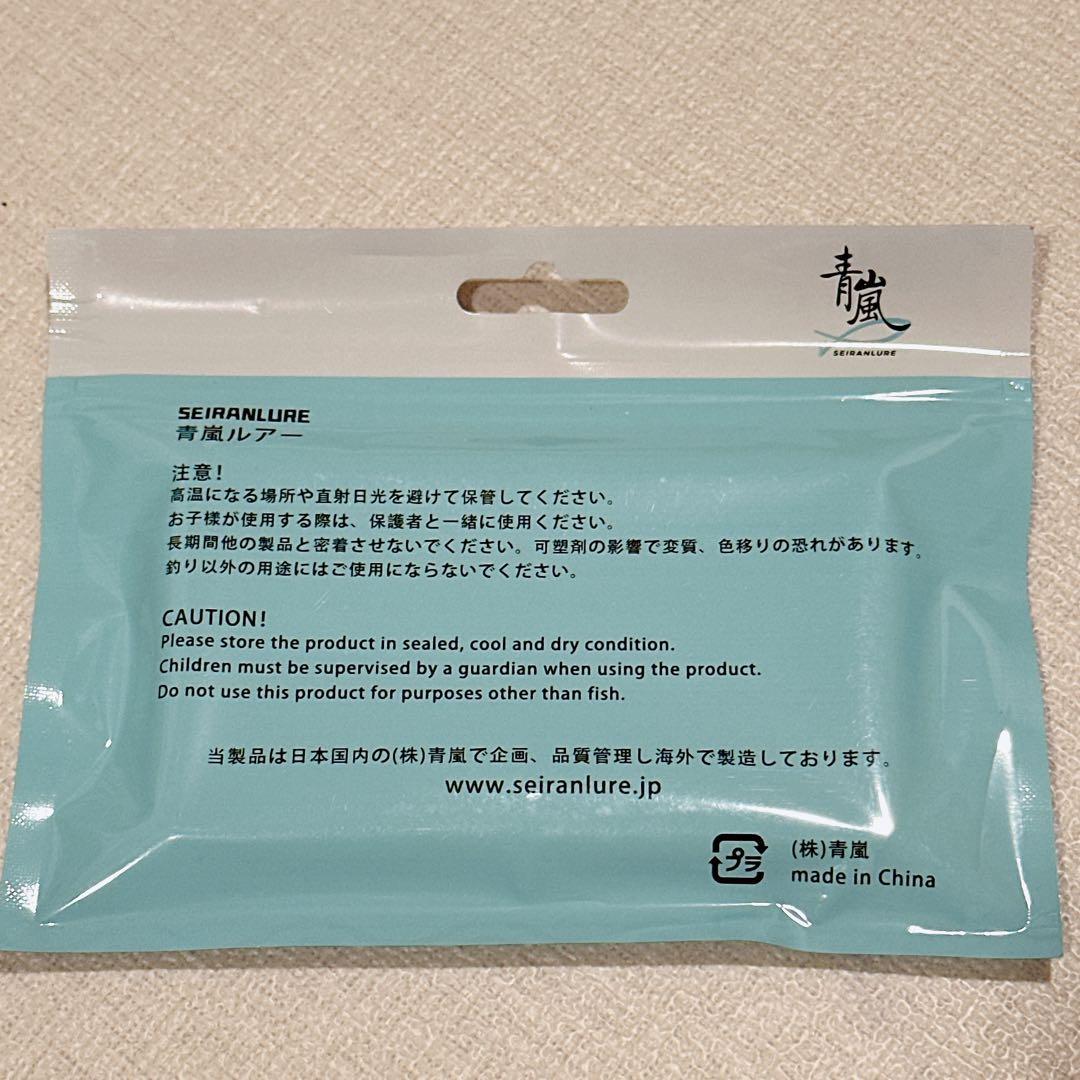 青嵐
SEIRANLURE
SEIRANLURE
青嵐ルアー
注意!
高温になる場所や直射日光を避けて保管してください。
お子様が使用する際は、保護者と一緒に使用ください。
長期間他の製品と密着させないでください。可塑剤の影響で変質、色移りの恐れがあります。
釣り以外の用途にはご使用にならないでください。
CAUTION!
Please store the product in sealed, cool and dry condition.
Children must be supervised by a guardian when using the product.
Do not use this product for purposes other than fish.
当製品は日本国内の(株)青嵐で企画、品質管理し海外で製造しております。
www.seiranlure.jp
プラ
(株)青嵐
made in China